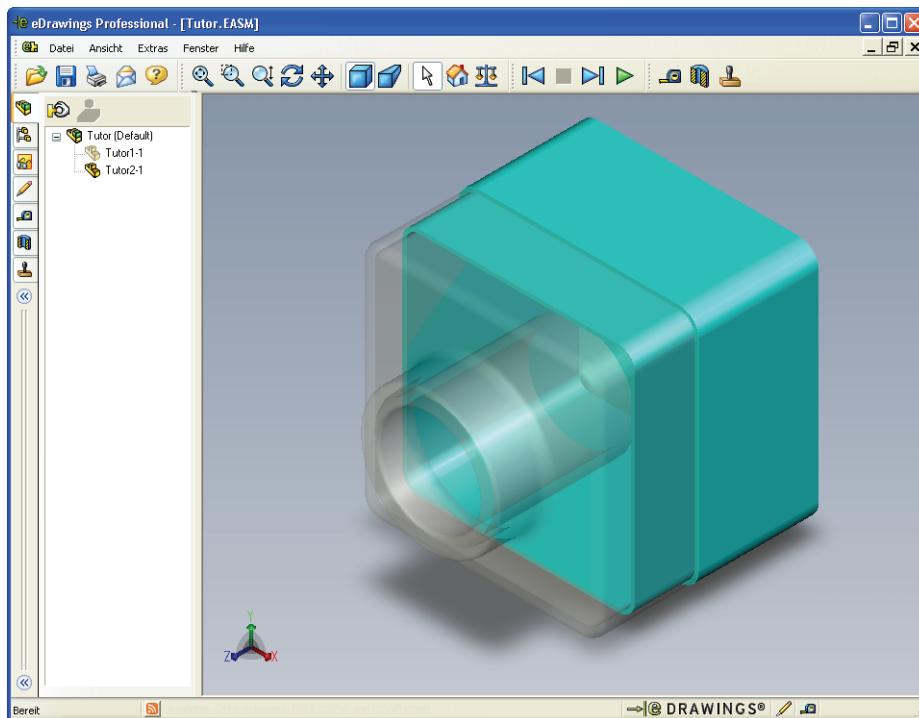 eDrawings Professional - [Tutor.EASM]
Datei Ansicht Extras Fenster Hilfe
Tutor (Default)
Tutor1-1
Tutor2-1
Y
Z X
Bereit
@ DRAWINGS®